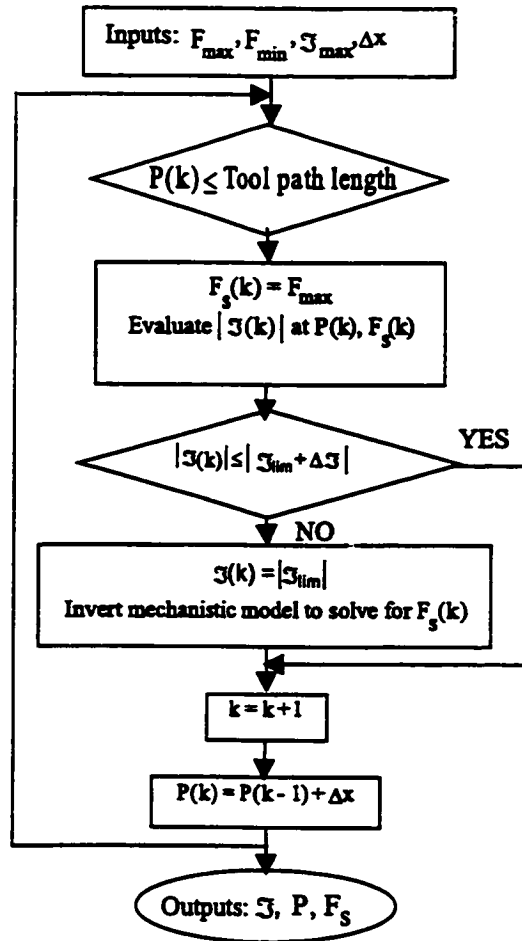 Inputs: F_max, F_min, ℑ_max, Δx
P(k) ≤ Tool path length
F_s(k) = F_max
Evaluate |ℑ(k)| at P(k), F_s(k)
|ℑ(k)| ≤ |ℑ_lim + Δℑ|
YES
NO
ℑ(k) = |ℑ_lim|
Invert mechanistic model to solve for F_s(k)
k = k+1
P(k) = P(k-1) + Δx
Outputs: ℑ, P, F_s